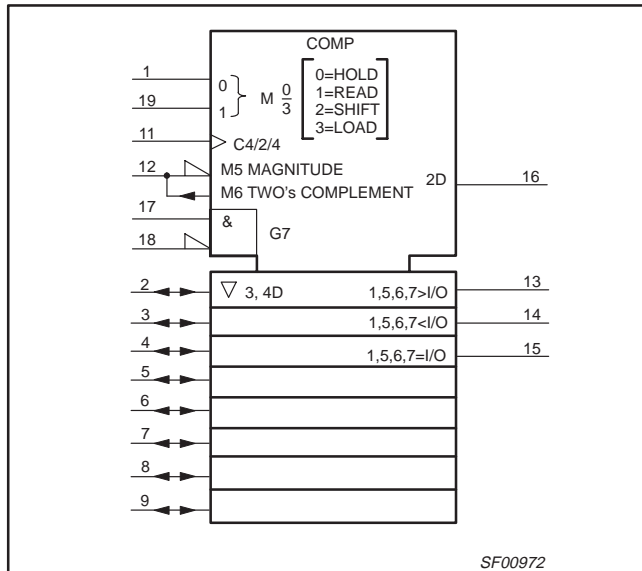 COMP
1
0
M 0/3
0=HOLD
1=READ
2=SHIFT
3=LOAD
19
1
11
C4/2/4
12
M5 MAGNITUDE
M6 TWO's COMPLEMENT
2D
16
17
&
G7
18
2
▽ 3, 4D
1,5,6,7>I/O
13
3
1,5,6,7<I/O
14
4
1,5,6,7=I/O
15
5
6
7
8
9
SF00972